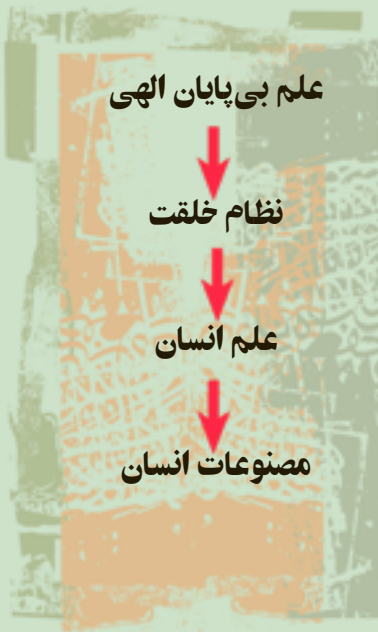 علم بی‌پایان الهی
نظام خلقت
علم انسان
مصنوعات انسان